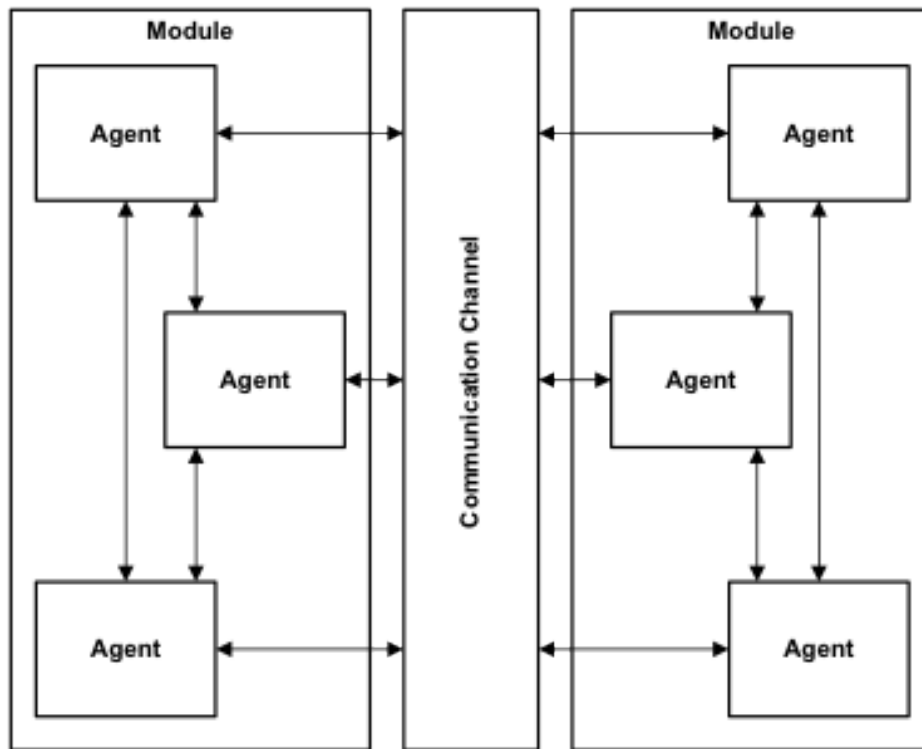 Module
Agent
Agent
Agent
Communication Channel
Module
Agent
Agent
Agent